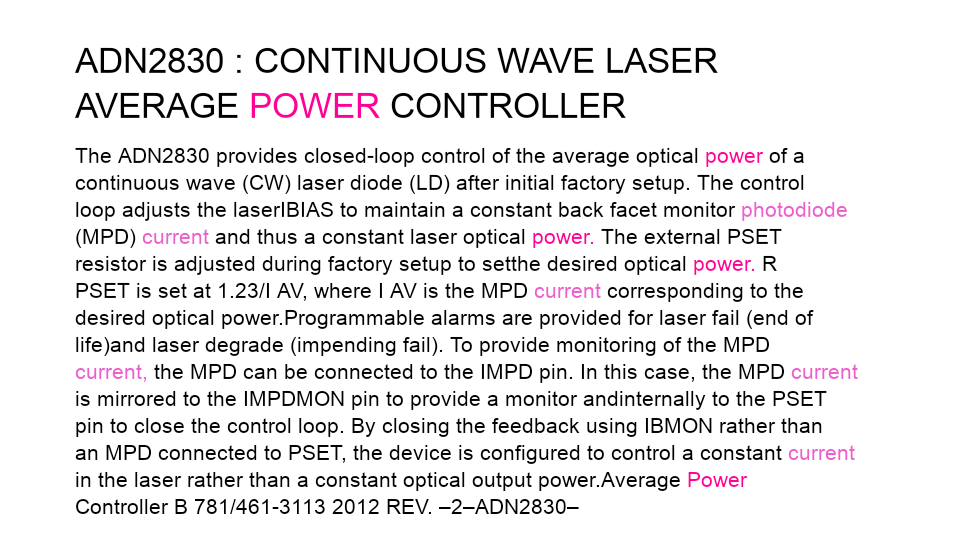 ADN2830 : CONTINUOUS WAVE LASER
AVERAGE POWER CONTROLLER
The ADN2830 provides closed-loop control of the average optical power of a
continuous wave (CW) laser diode (LD) after initial factory setup. The control
loop adjusts the laserIBIAS to maintain a constant back facet monitor photodiode
(MPD) current and thus a constant laser optical power. The external PSET
resistor is adjusted during factory setup to setthe desired optical power. R
PSET is set at 1.23/I AV, where I AV is the MPD current corresponding to the
desired optical power.Programmable alarms are provided for laser fail (end of
life)and laser degrade (impending fail). To provide monitoring of the MPD
current, the MPD can be connected to the IMPD pin. In this case, the MPD current
is mirrored to the IMPDMON pin to provide a monitor andinternally to the PSET
pin to close the control loop. By closing the feedback using IBMON rather than
an MPD connected to PSET, the device is configured to control a constant current
in the laser rather than a constant optical output power.Average Power
Controller B 781/461-3113 2012 REV. –2–ADN2830–